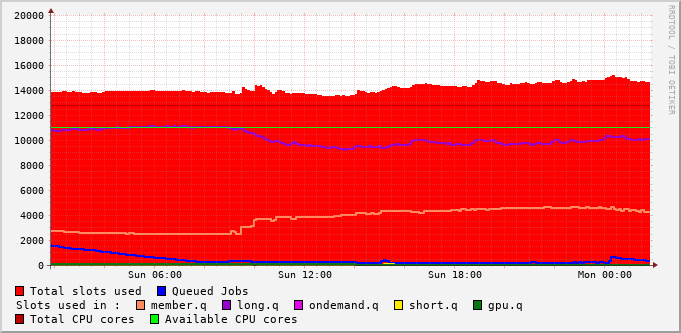 20000
18000
16000
14000
12000
10000
8000
6000
4000
2000
0
Sun 06:00 Sun 12:00 Sun 18:00 Mon 00:00
RRDTOOL / TOBI OETIKER
Total slots used Queued Jobs
Slots used in : member.q long.q ondemand.q short.q gpu.q
Total CPU cores Available CPU cores